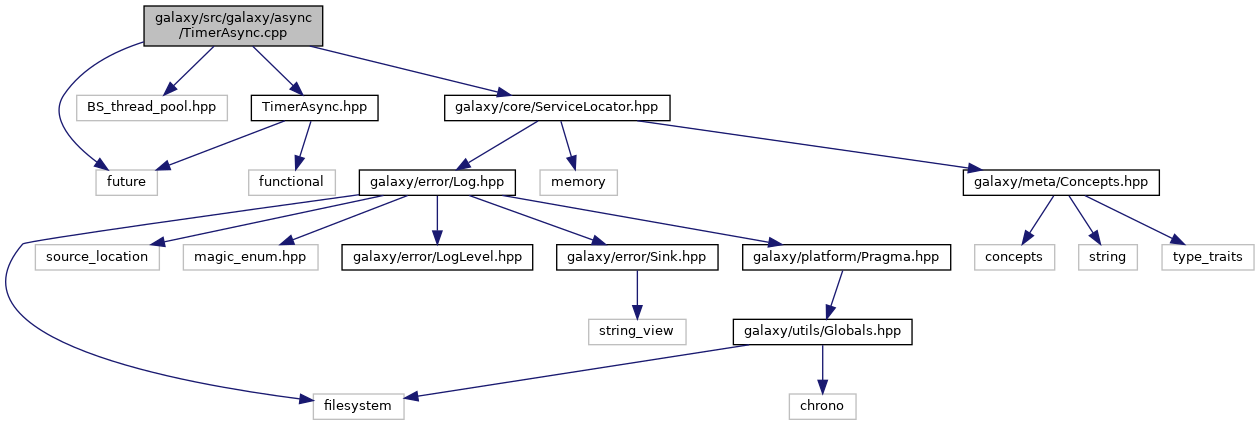 galaxy/src/galaxy/async
/TimerAsync.cpp
BS_thread_pool.hpp
TimerAsync.hpp
galaxy/core/ServiceLocator.hpp
future
functional
galaxy/error/Log.hpp
memory
galaxy/meta/Concepts.hpp
source_location
magic_enum.hpp
galaxy/error/LogLevel.hpp
galaxy/error/Sink.hpp
galaxy/platform/Pragma.hpp
concepts
string
type_traits
string_view
galaxy/utils/Globals.hpp
filesystem
chrono